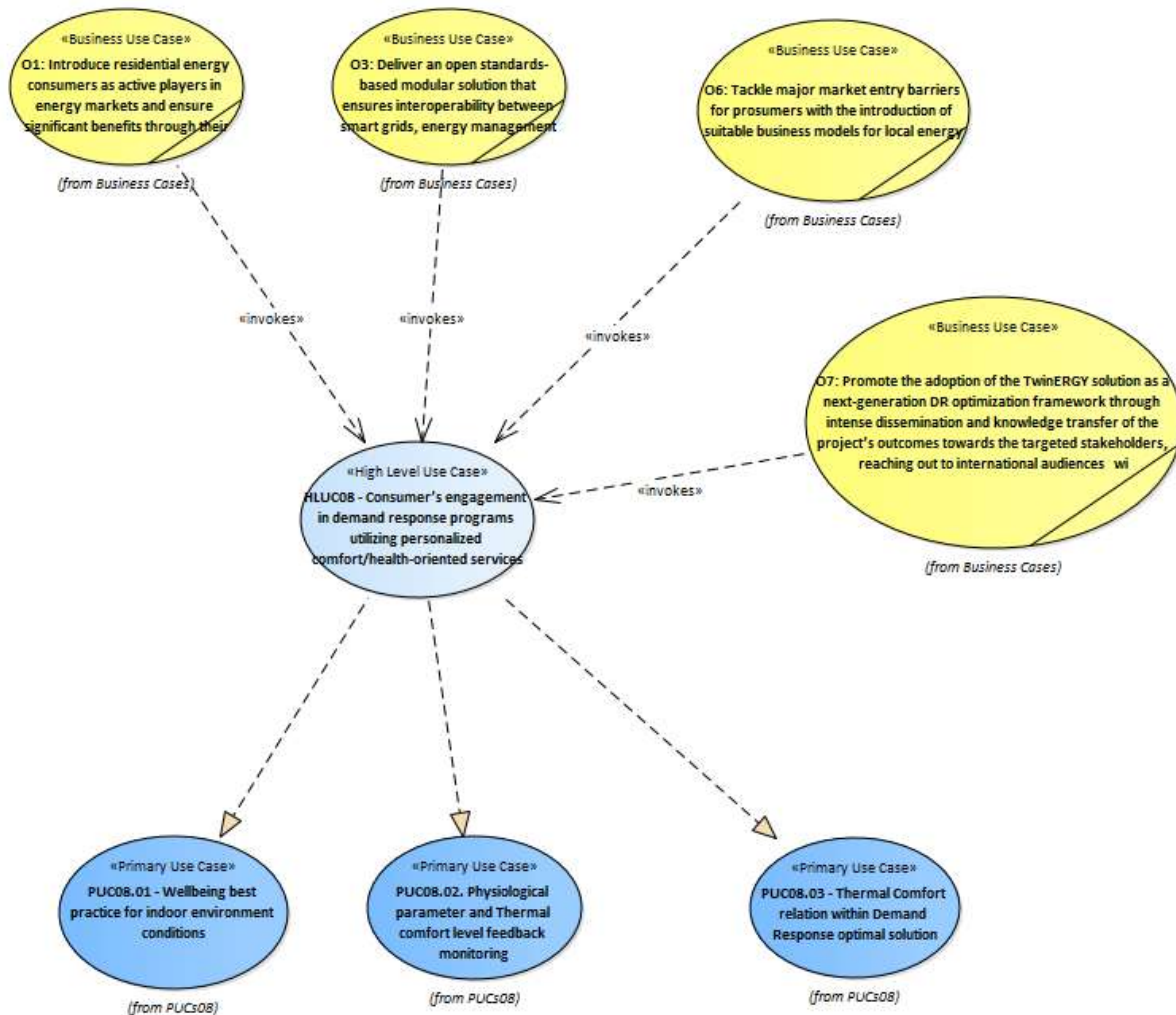 «Business Use Case»
O1: Introduce residential energy
consumers as active players in
energy markets and ensure
significant benefits through their
(from Business Cases)
«Business Use Case»
O3: Deliver an open standards-
based modular solution that
ensures interoperability between
smart grids, energy management
(from Business Cases)
«Business Use Case»
O6: Tackle major market entry barriers
for prosumers with the introduction of
suitable business models for local energy
(from Business Cases)
«Business Use Case»
O7: Promote the adoption of the TwinERGY solution as a
next-generation DR optimization framework through
intense dissemination and knowledge transfer of the
project's outcomes towards the targeted stakeholders,
reaching out to international audiences wi
(from Business Cases)
«invokes»
«invokes»
«invokes»
«invokes»
«High Level Use Case»
HLUC08 - Consumer's engagement
in demand response programs
utilizing personalized
comfort/health-oriented services
«Primary Use Case»
PUC08.01 - Wellbeing best
practice for indoor environment
conditions
(from PUCs08)
«Primary Use Case»
PUC08.02. Physiological
parameter and Thermal
comfort level feedback
monitoring
(from PUCs08)
«Primary Use Case»
PUC08.03 - Thermal Comfort
relation within Demand
Response optimal solution
(from PUCs08)